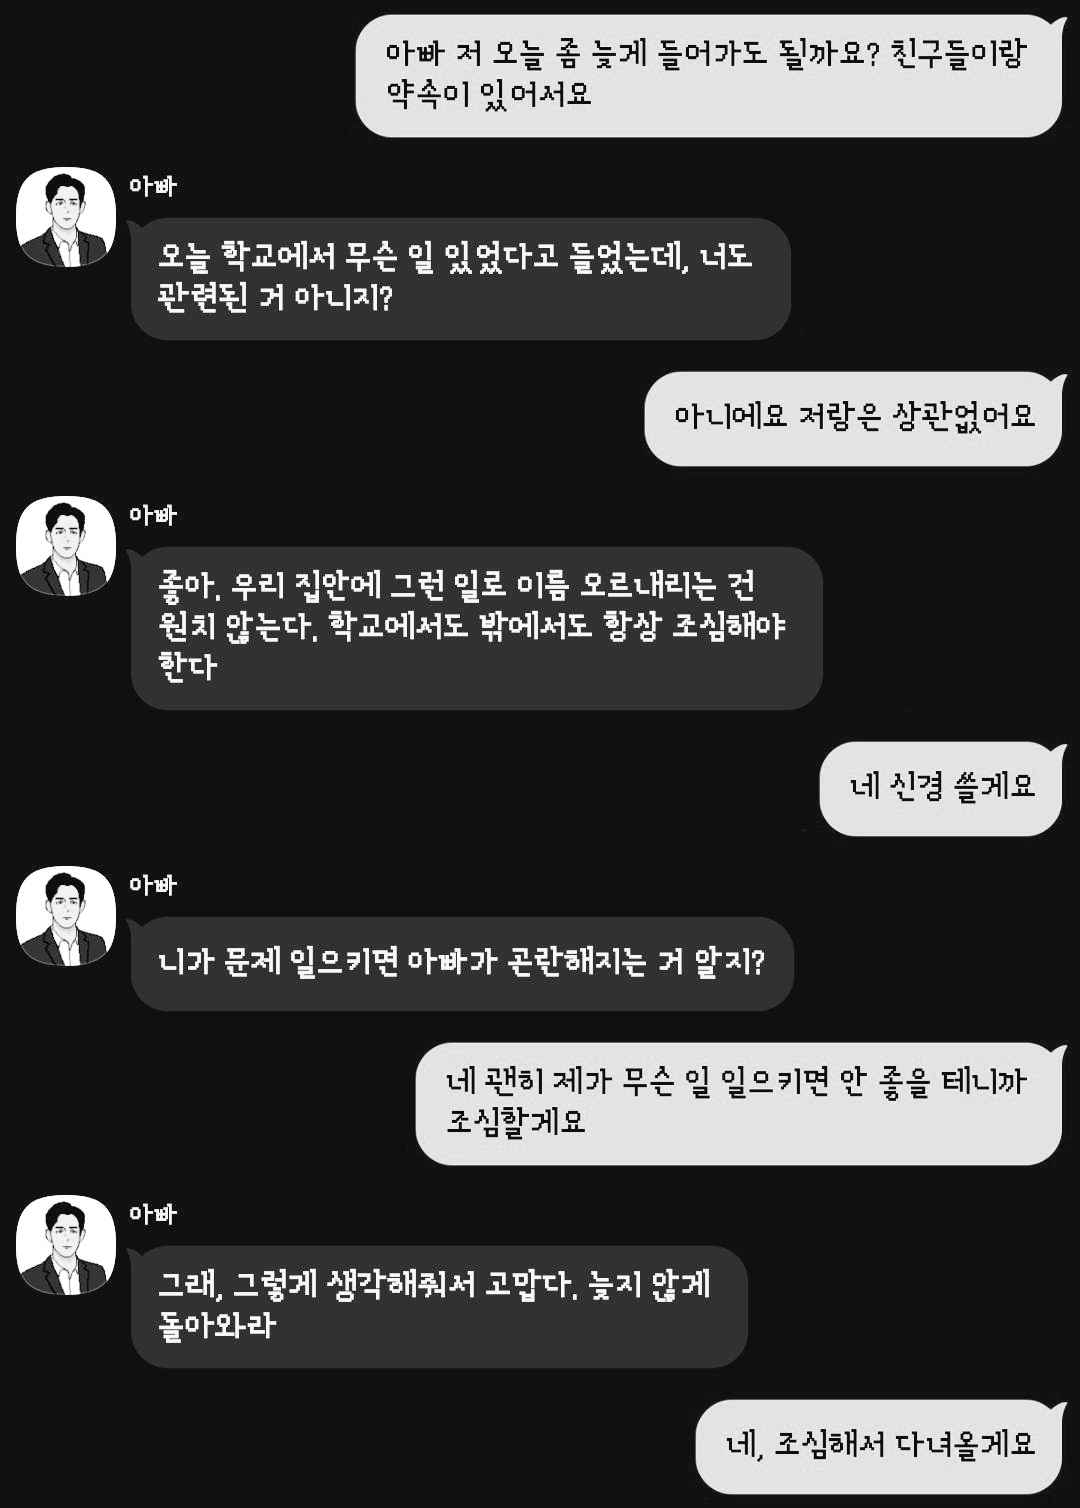 아빠 저 오늘 좀 늦게 들어가도 될까요? 친구들이랑
약속이 있어서요
아빠
오늘 학교에서 무슨 일 있었다고 들었는데, 너도
관련된 거 아니지?
아니에요 저랑은 상관없어요
아빠
좋아. 우리 집안에 그런 일로 이름 오르내리는 건
원치 않는다. 학교에서도 밖에서도 항상 조심해야
한다
네 신경 쓸게요
아빠
니가 문제 일으키면 아빠가 곤란해지는 거 알지?
네 괜히 제가 무슨 일 일으키면 안 좋을 테니까
조심할게요
아빠
그래, 그렇게 생각해줘서 고맙다. 늦지 않게
돌아와라
네, 조심해서 다녀올게요